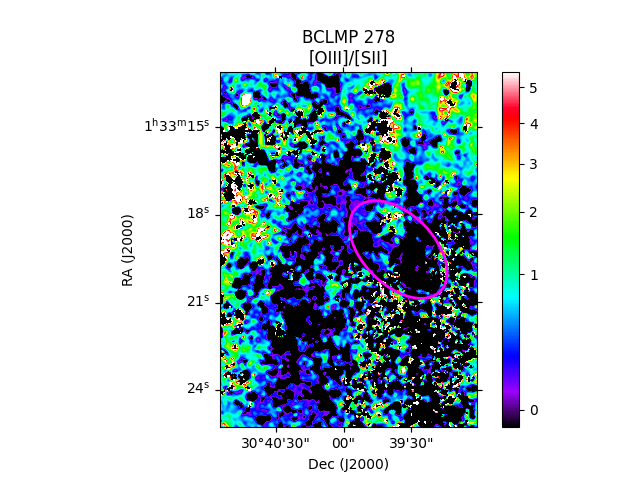 BCLMP 278
[OIII]/[SII]
RA (J2000)
1ʰ33ᵐ15ˢ
18ˢ
21ˢ
24ˢ
30°40'30" 00" 39'30"
Dec (J2000)
5
4
3
2
1
0